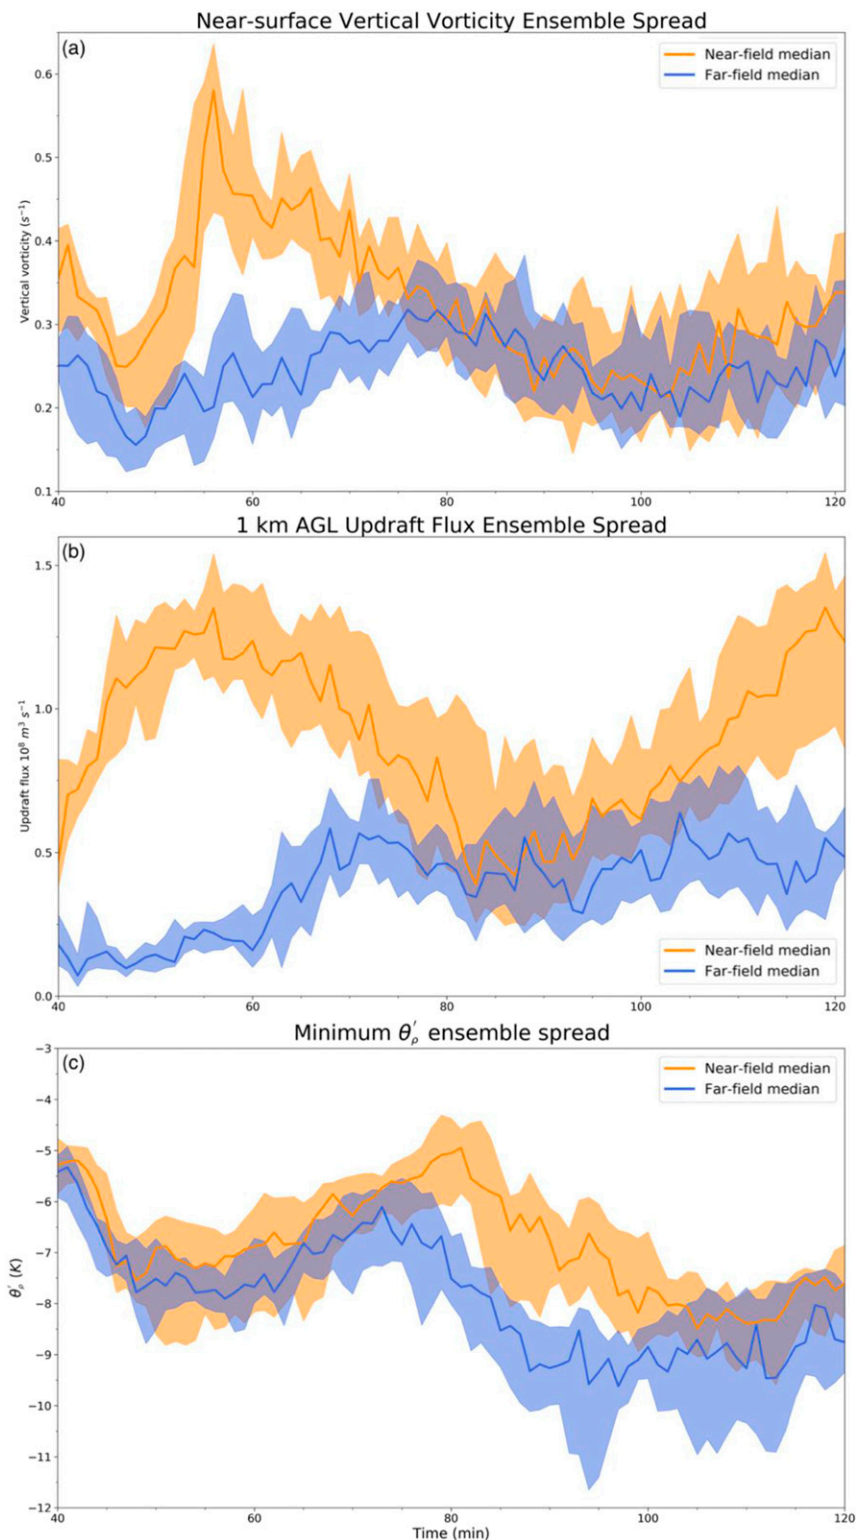 Near-surface Vertical Vorticity Ensemble Spread
(a)
Near-field median
Far-field median
0.6
0.5
0.4
0.3
0.2
0.1
Vertical vorticity (s⁻¹)
40 60 80 100 120
1 km AGL Updraft Flux Ensemble Spread
(b)
1.5
1.0
0.5
0.0
Updraft flux 10⁸ m³ s⁻¹
Near-field median
Far-field median
40 60 80 100 120
Minimum θ′ρ ensemble spread
(c)
Near-field median
Far-field median
−3
−4
−5
−6
−7
−8
−9
−10
−11
−12
θ′ρ (K)
40 60 80 100 120
Time (min)